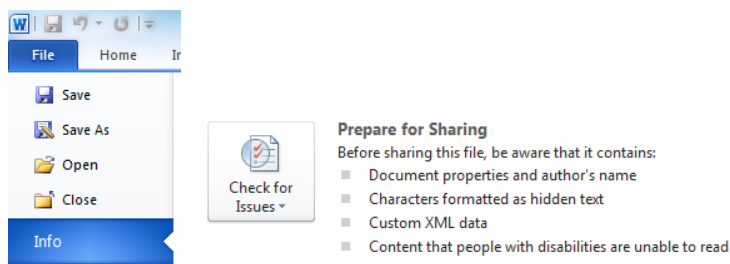 W
File Home In
Save
Save As
Open
Close
Info
Check for
Issues
Prepare for Sharing
Before sharing this file, be aware that it contains:
Document properties and author's name
Characters formatted as hidden text
Custom XML data
Content that people with disabilities are unable to read